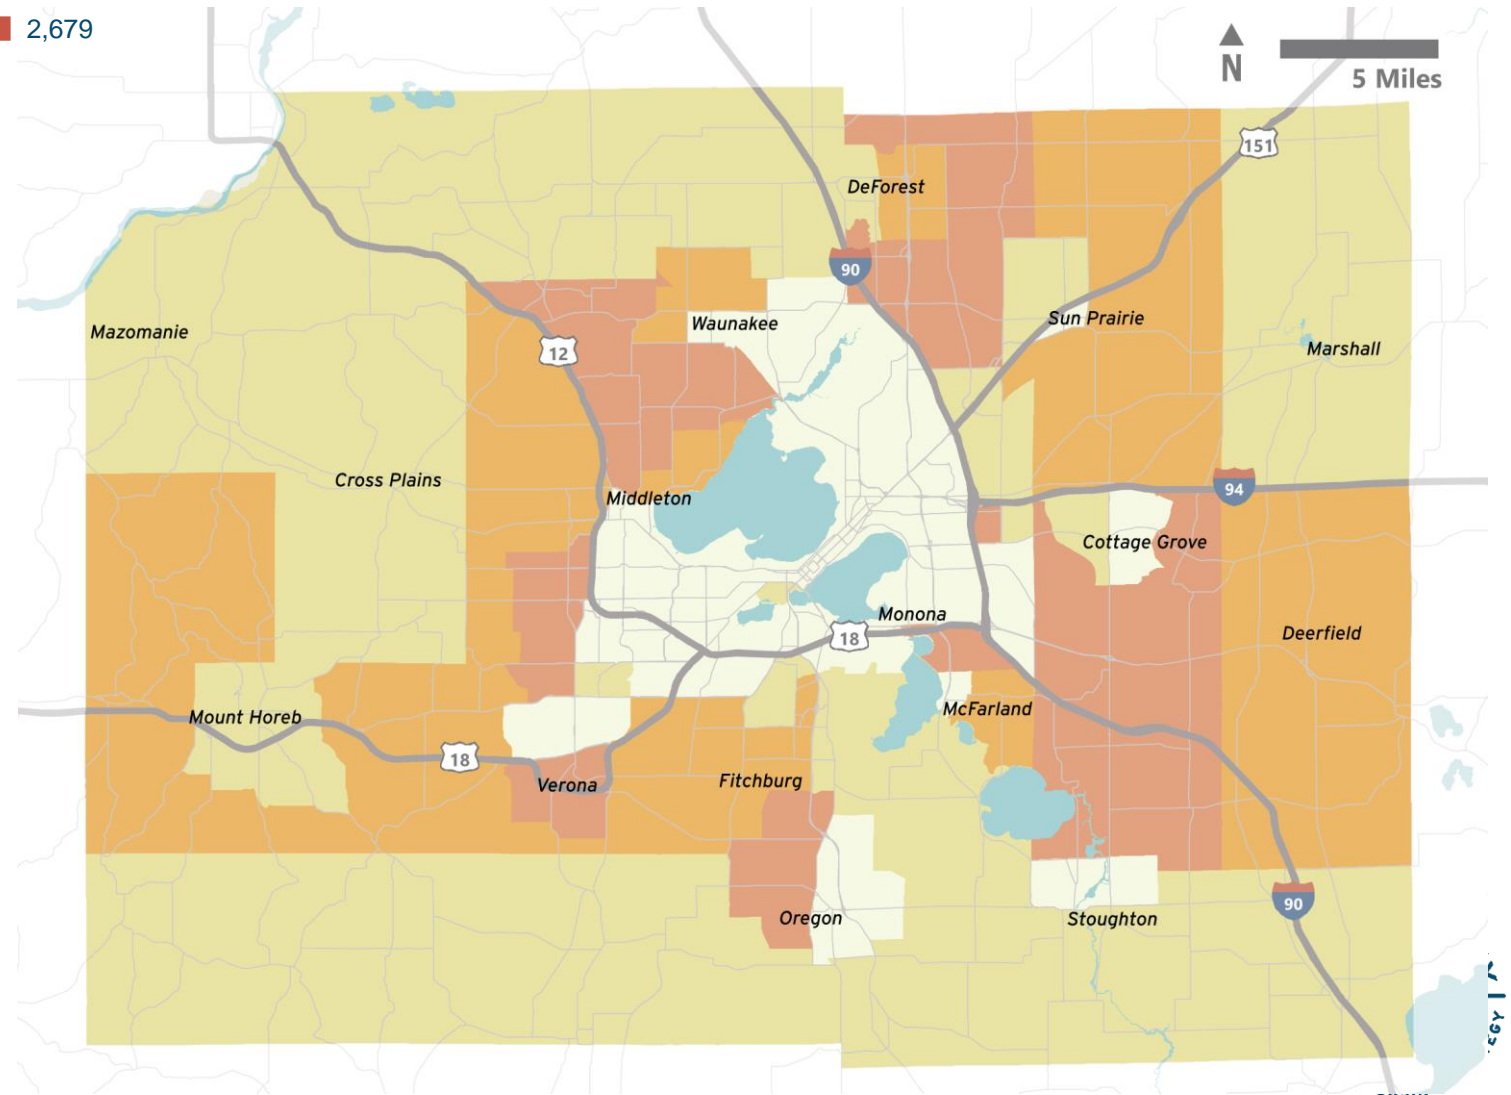 2,679
N
5 Miles
151
DeForest
90
Sun Prairie
Waunakee
Mazomanie
Marshall
12
Cross Plains
94
Middleton
Cottage Grove
Monona
18
Deerfield
McFarland
Mount Horeb
18
Fitchburg
Verona
90
Oregon
Stoughton